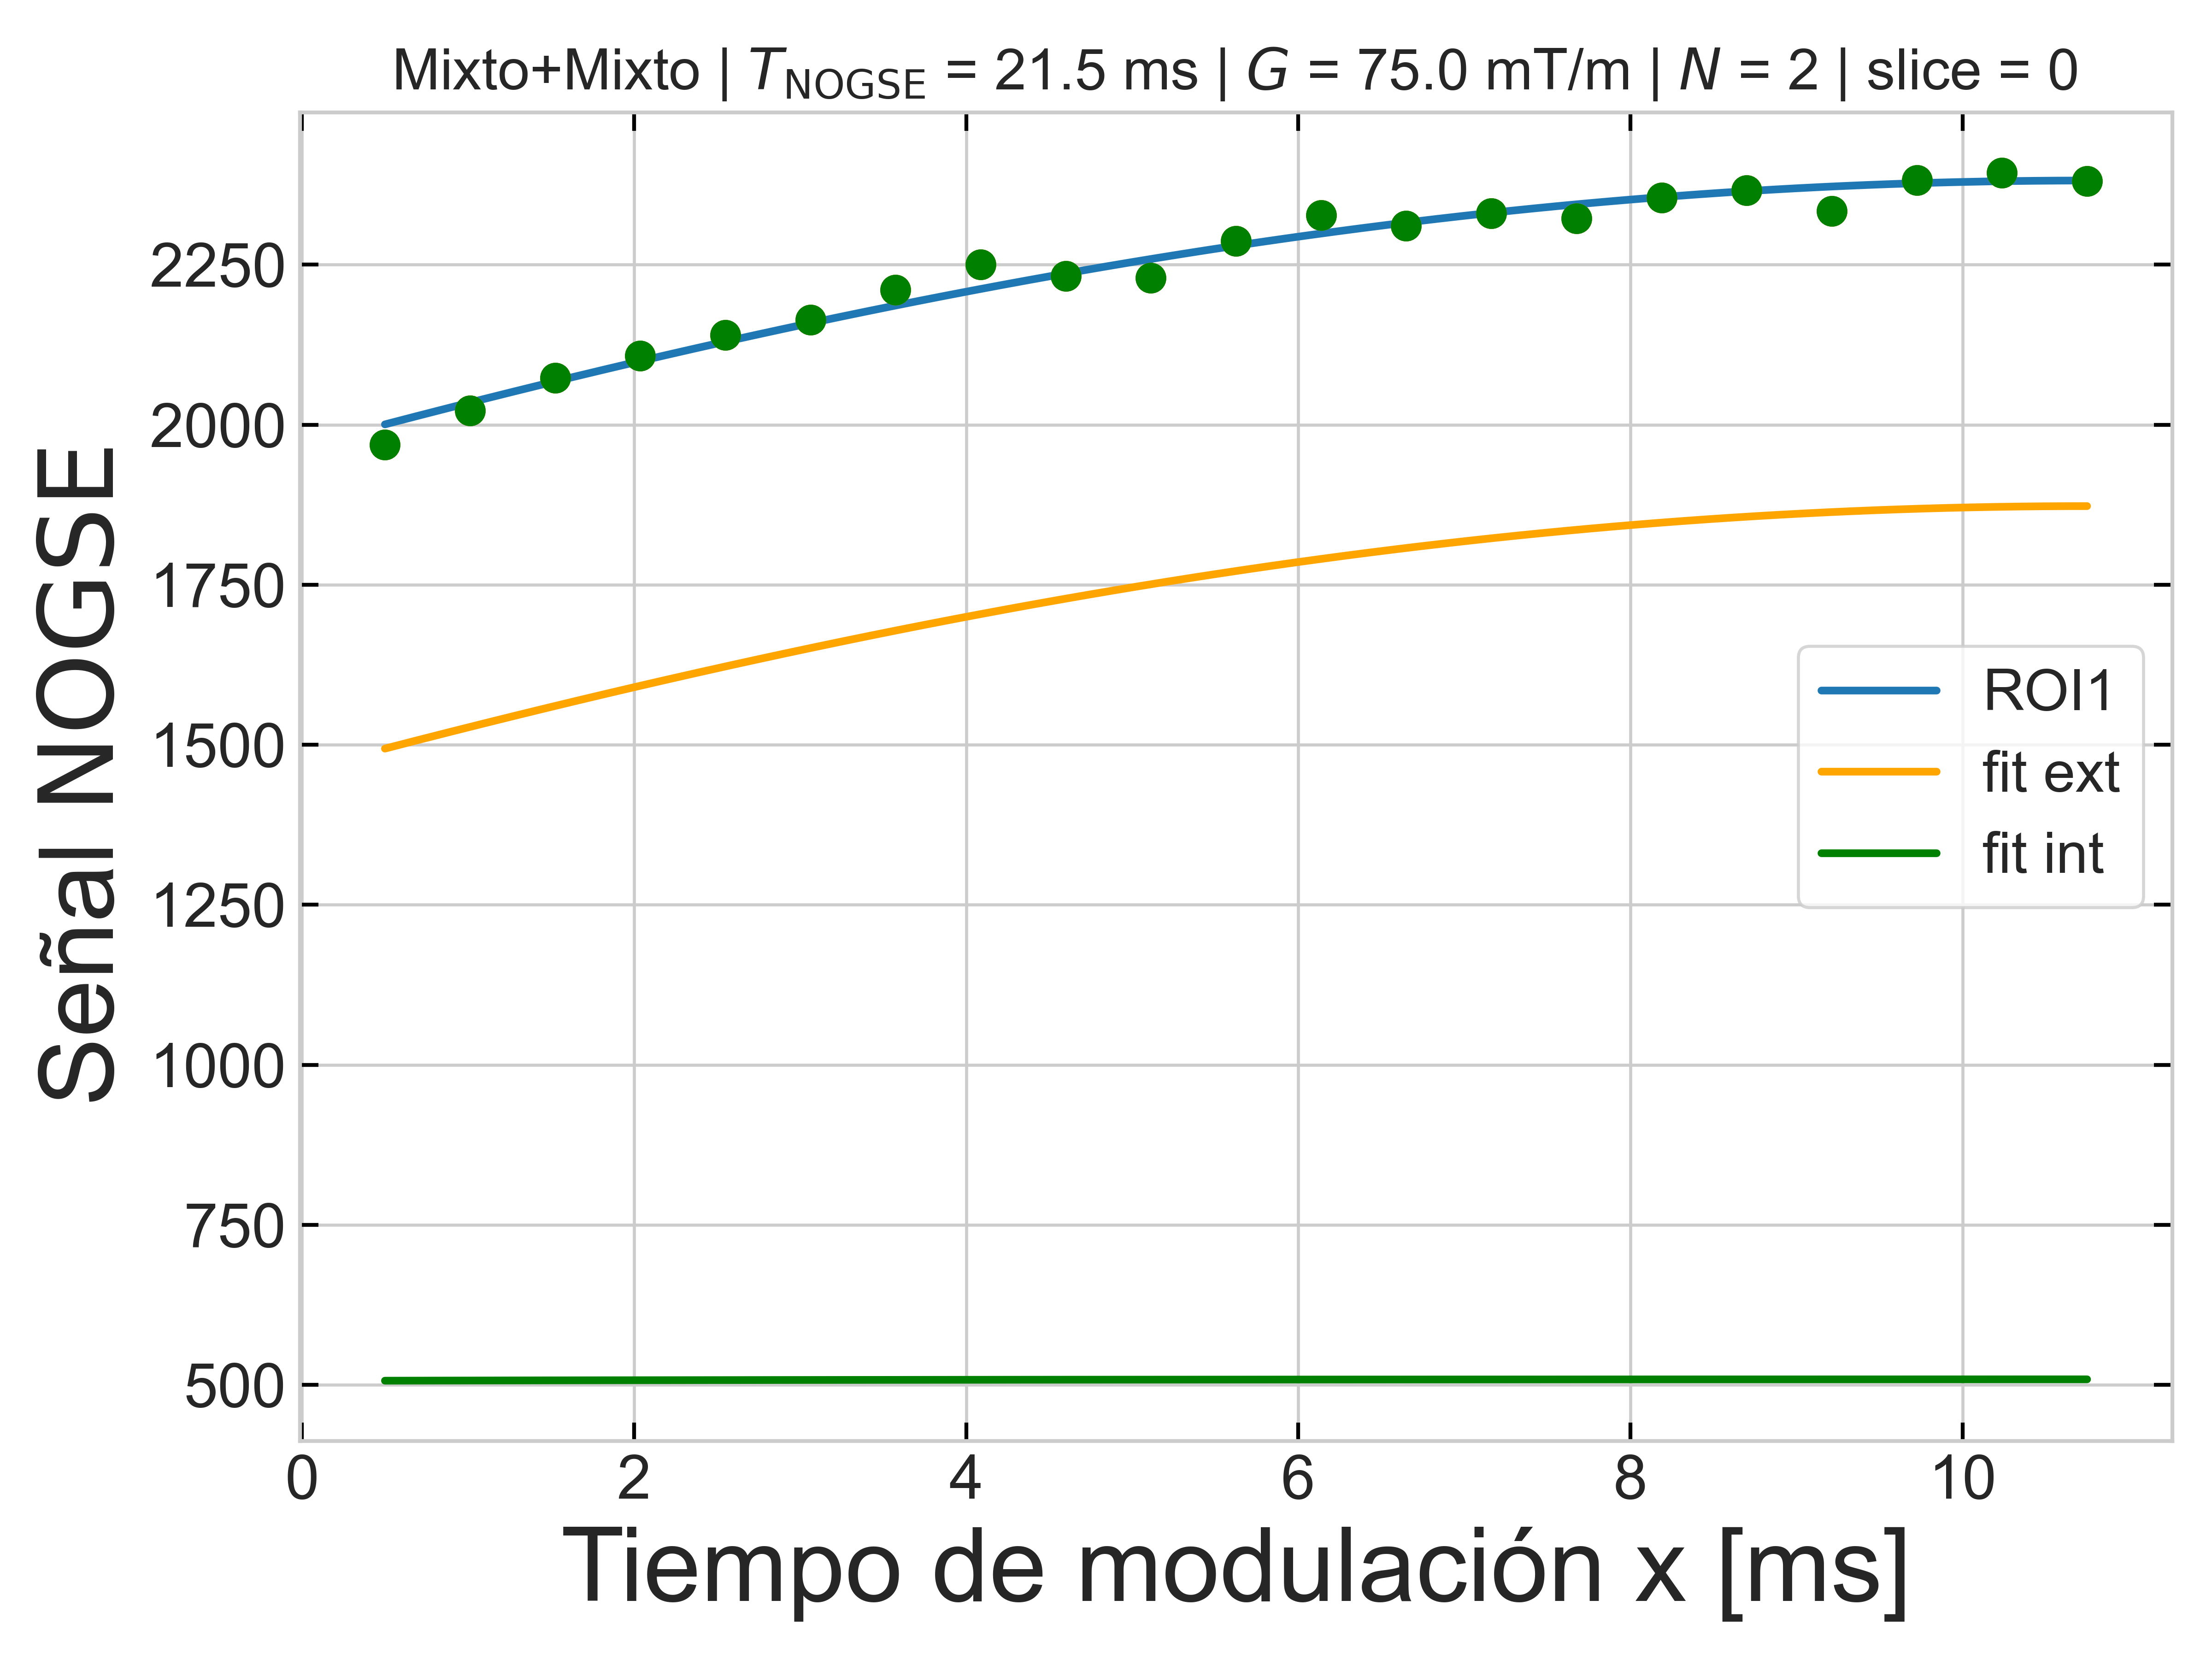 Mixto+Mixto | T_NOGSE = 21.5 ms | G = 75.0 mT/m | N = 2 | slice = 0
Señal NOGSE
2250
2000
1750
1500
1250
1000
750
500
ROI1
fit ext
fit int
0 2 4 6 8 10
Tiempo de modulación x [ms]